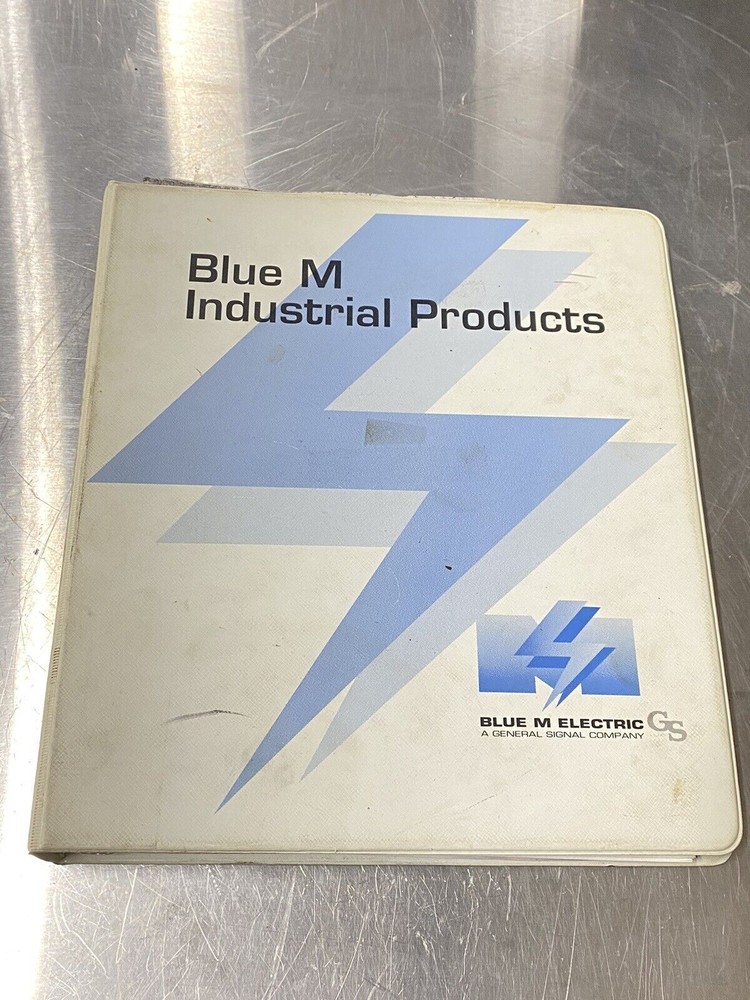 Blue M
Industrial Products
BLUE M ELECTRIC
A GENERAL SIGNAL COMPANY
GS